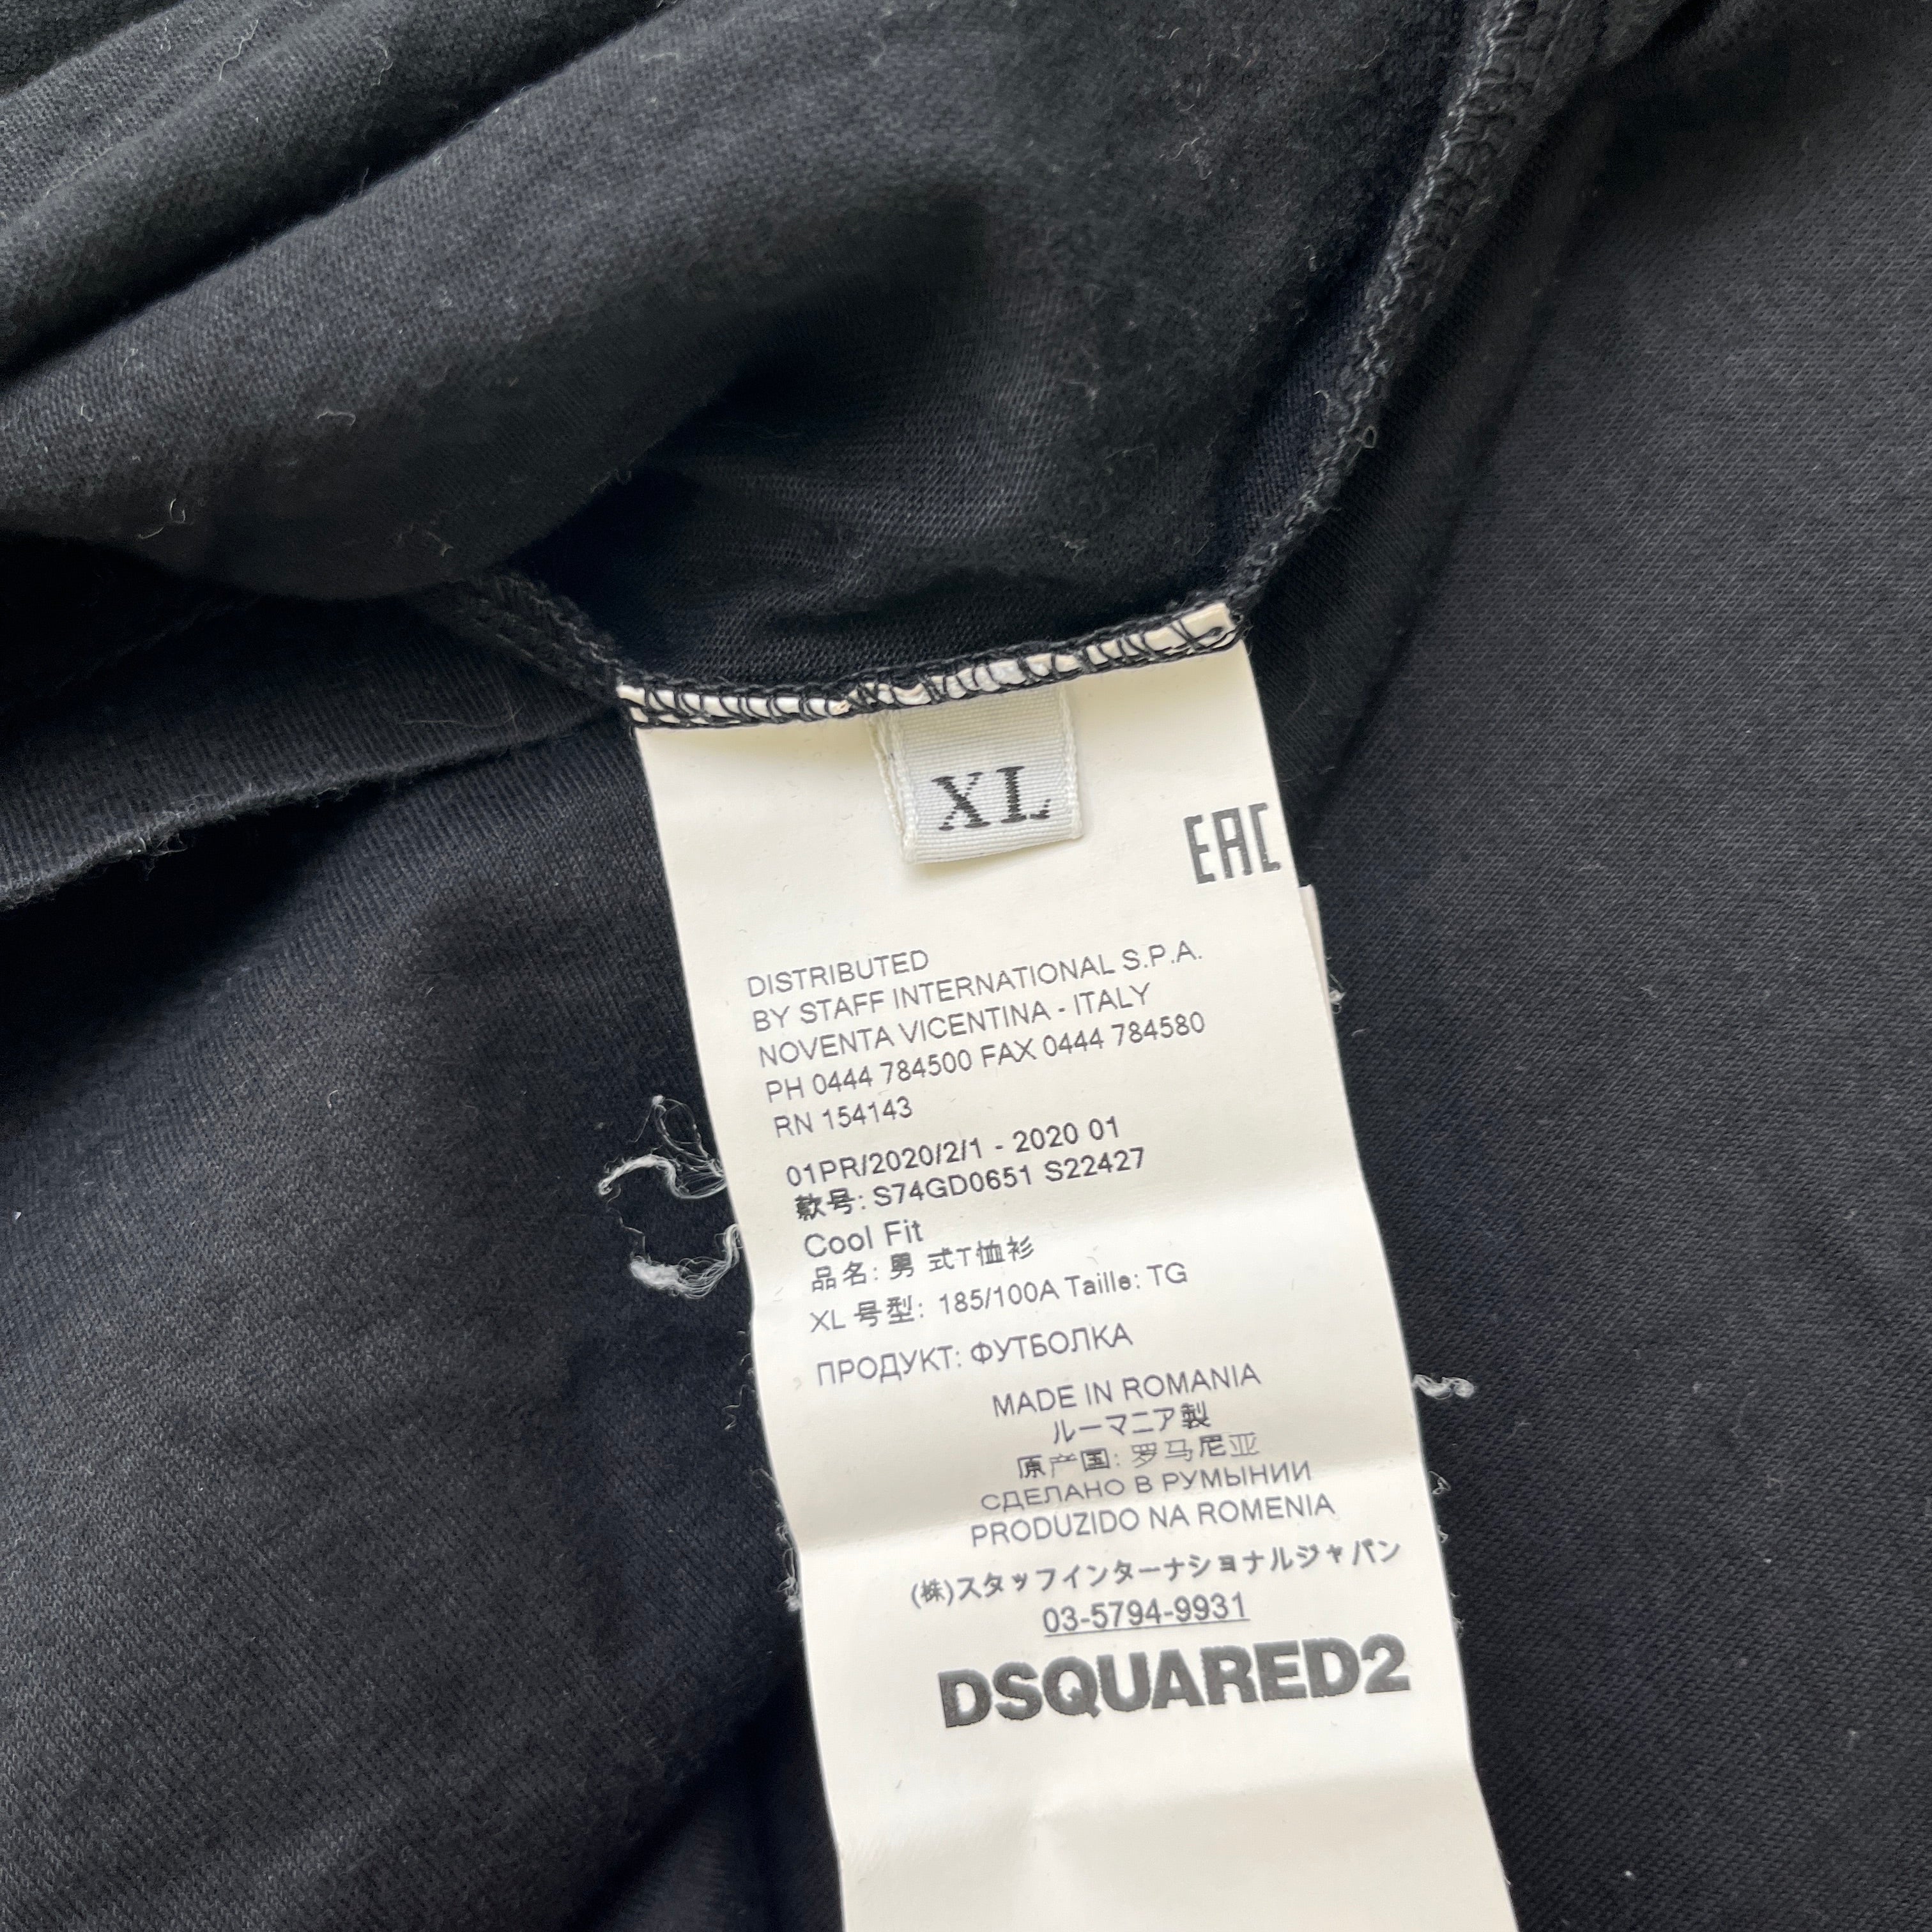 XL
EAC
DISTRIBUTED
BY STAFF INTERNATIONAL S.P.A.
NOVENTA VICENTINA - ITALY
PH 0444 784500 FAX 0444 784580
RN 154143
01PR/2020/2/1 - 2020 01
款号: S74GD0651 S22427
Cool Fit
品名: 男 式T恤衫
XL 号型: 185/100A Taille: TG
ПРОДУКТ: ФУТБОЛКА
MADE IN ROMANIA
ルーマニア製
原产国: 罗马尼亚
СДЕЛАНО В РУМЫНИИ
PRODUZIDO NA ROMENIA
(株)スタッフインターナショナルジャパン
03-5794-9931
DSQUARED2